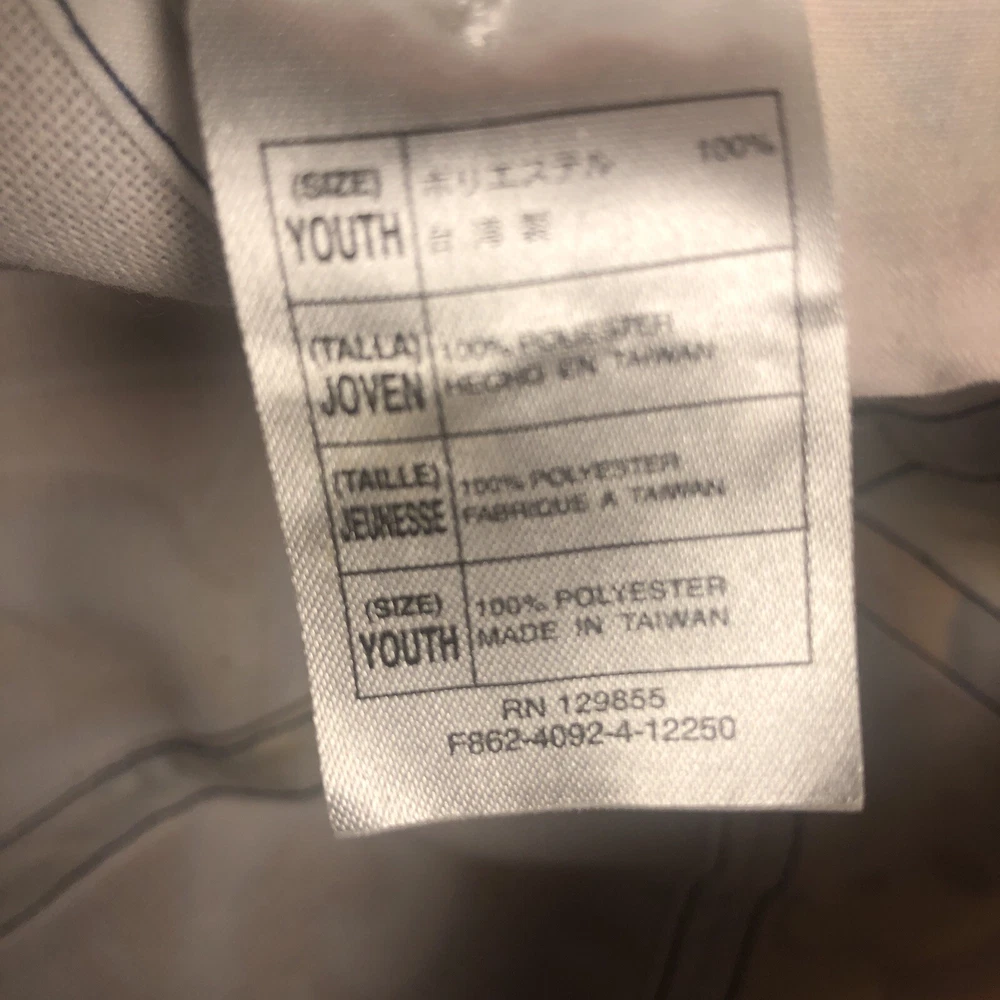 (SIZE)
YOUTH
ポリエステル 100%
台湾製
(TALLA)
JOVEN
100% POLYESTER
HECHO EN TAIWAN
(TAILLE)
JEUNESSE
100% POLYESTER
FABRIQUE A TAIWAN
(SIZE)
YOUTH
100% POLYESTER
MADE IN TAIWAN
RN 129855
F862-4092-4-12250